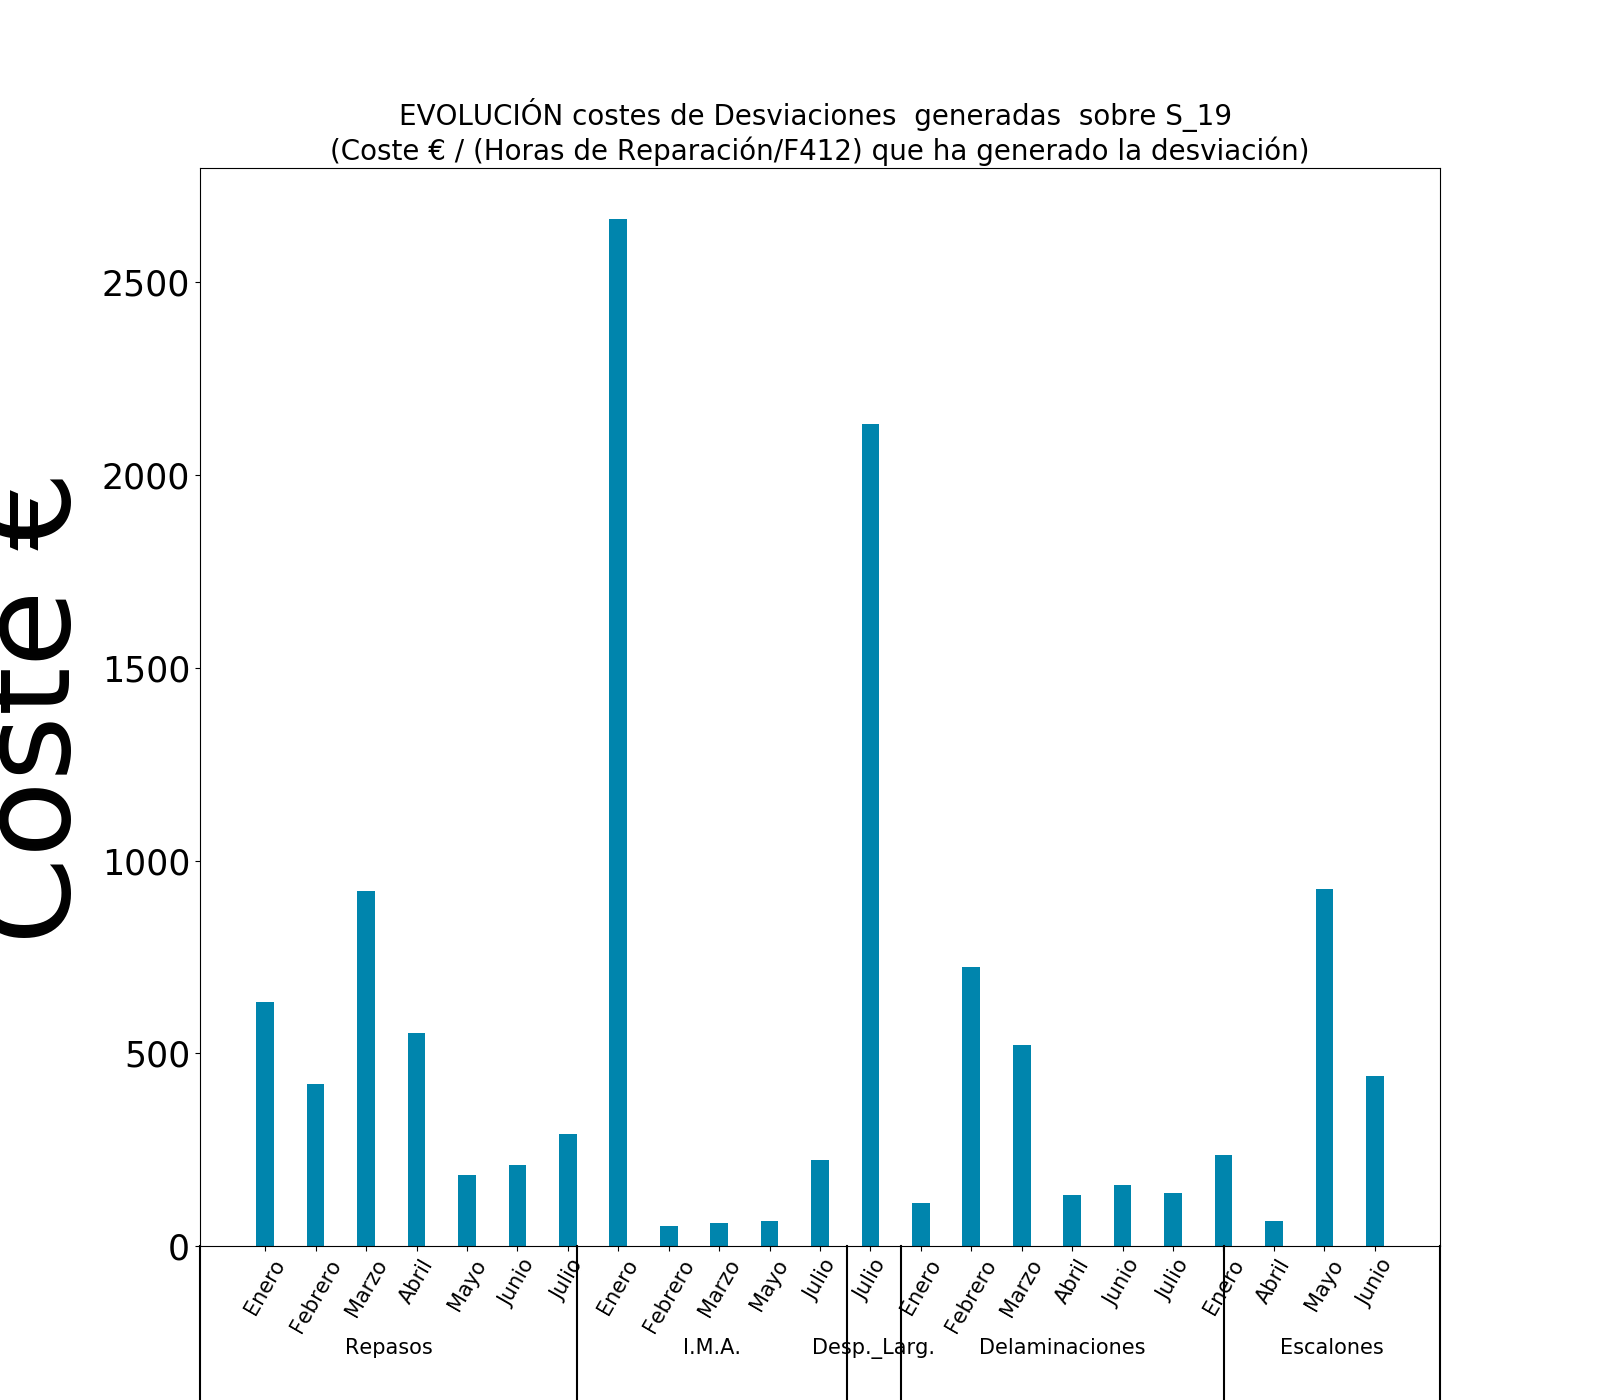 EVOLUCIÓN costes de Desviaciones  generadas  sobre S_19
(Coste € / (Horas de Reparación/F412) que ha generado la desviación)
Coste €
2500
2000
1500
1000
500
0
Enero Febrero Marzo Abril Mayo Junio Julio Enero Febrero Marzo Mayo Julio Julio Enero Febrero Marzo Abril Junio Julio Enero Abril Mayo Junio
Repasos I.M.A. Desp._Larg. Delaminaciones Escalones